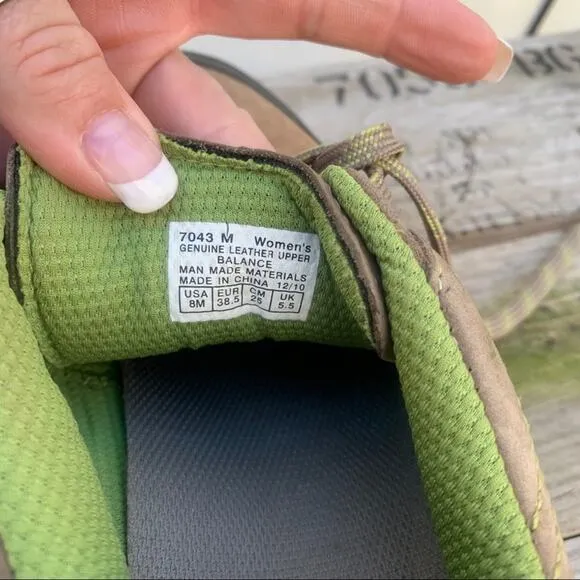 7043 M Women's
GENUINE LEATHER UPPER
BALANCE
MAN MADE MATERIALS
MADE IN CHINA 12/10
USA EUR CM UK
8M 38.5 25 5.5